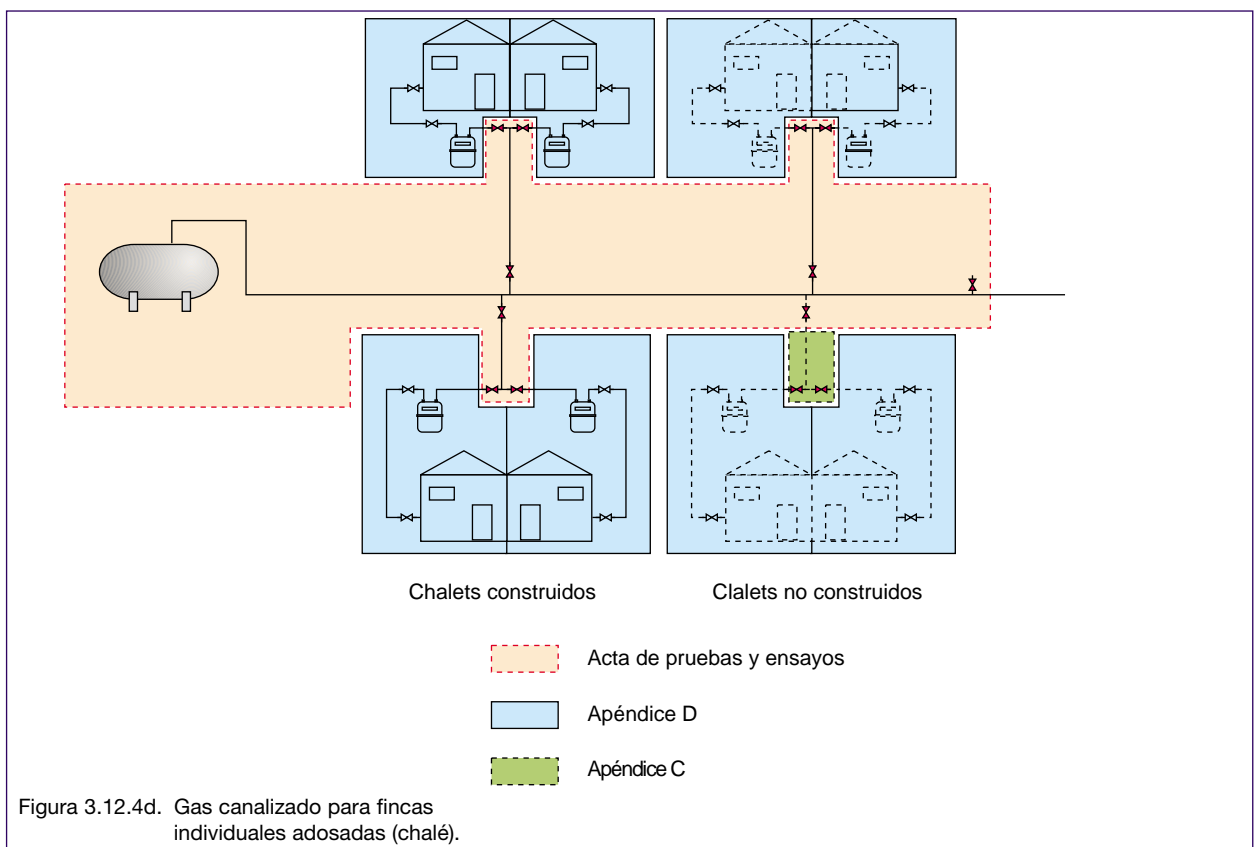 Chalets construidos
Clalets no construidos
Acta de pruebas y ensayos
Apéndice D
Apéndice C
Figura 3.12.4d. Gas canalizado para fincas
individuales adosadas (chalé).